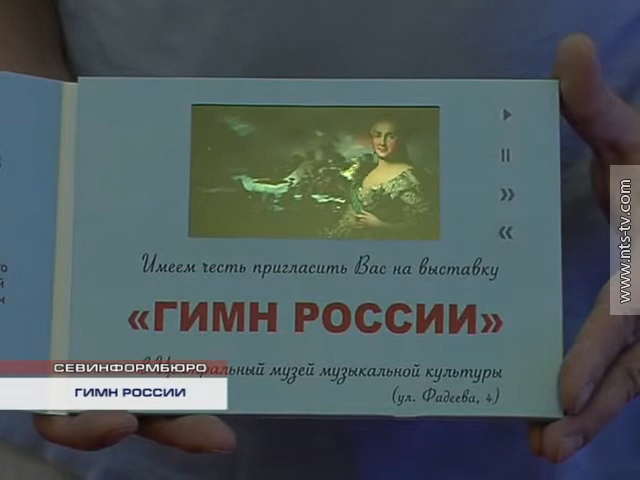 Имеем честь пригласить Вас на выставку
«ГИМН РОССИИ»
музей музыкальной культуры
(ул. Фадеева, 4)
СЕВИНФОРМБЮРО
ГИМН РОССИИ
www.nts-tv.com